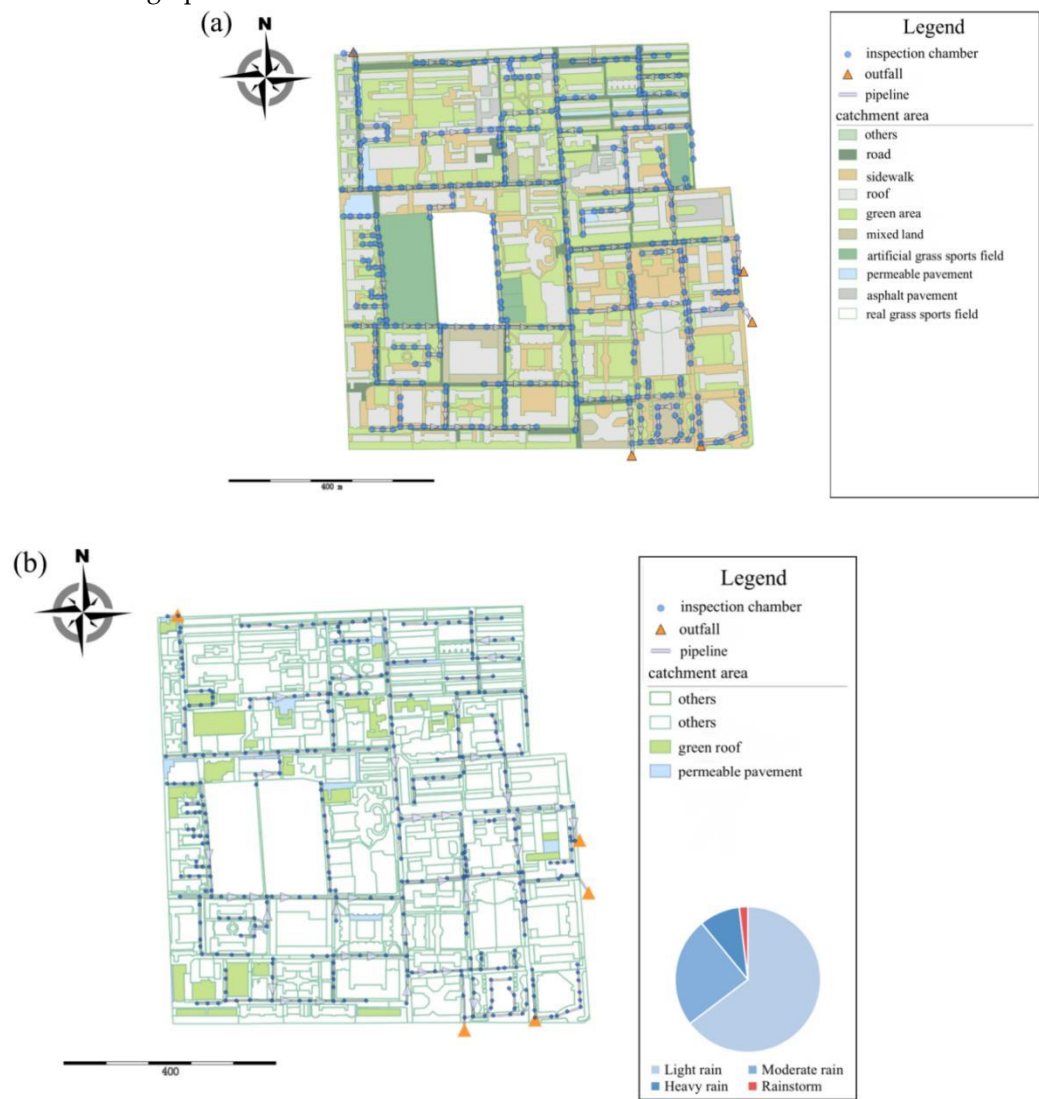 (a)
N
Legend
inspection chamber
outfall
pipeline
catchment area
others
road
sidewalk
roof
green area
mixed land
artificial grass sports field
permeable pavement
asphalt pavement
real grass sports field
400 m
(b)
N
Legend
inspection chamber
outfall
pipeline
catchment area
others
others
green roof
permeable pavement
400
Light rain
Moderate rain
Heavy rain
Rainstorm